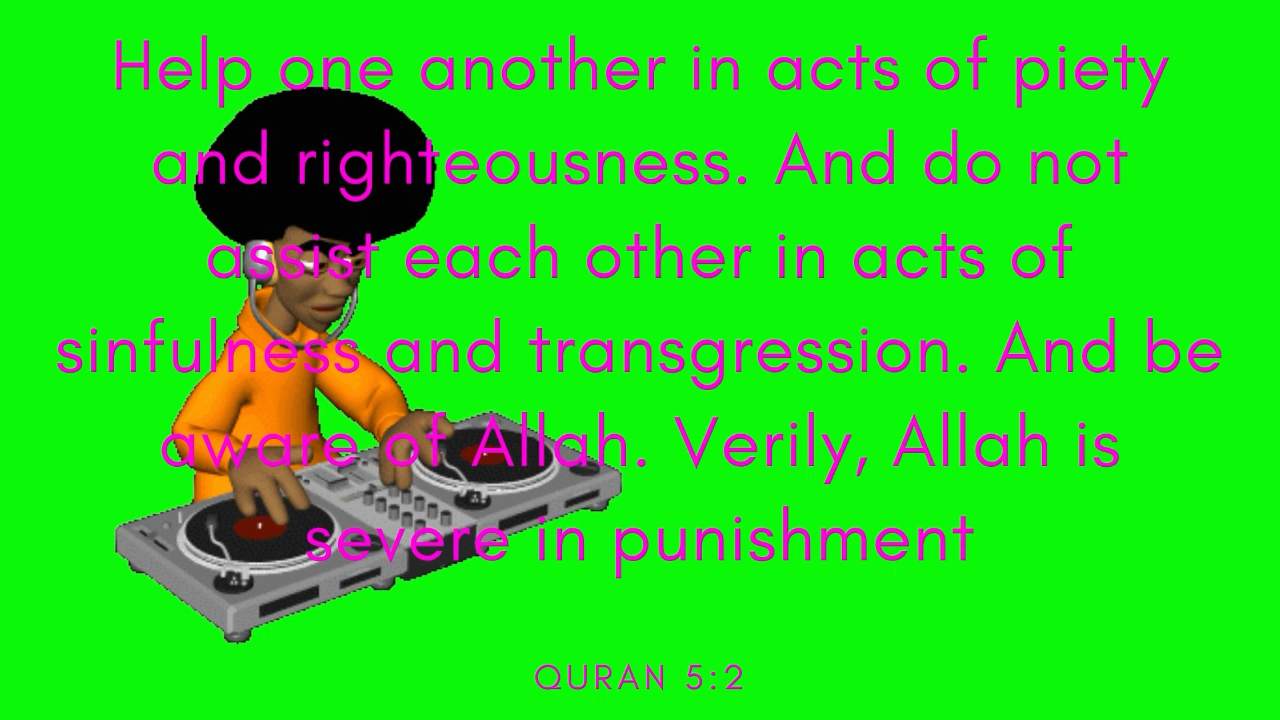 Help one another in acts of piety
and righteousness. And do not
assist each other in acts of
sinfulness and transgression. And be
aware of Allah. Verily, Allah is
severe in punishment
QURAN 5:2